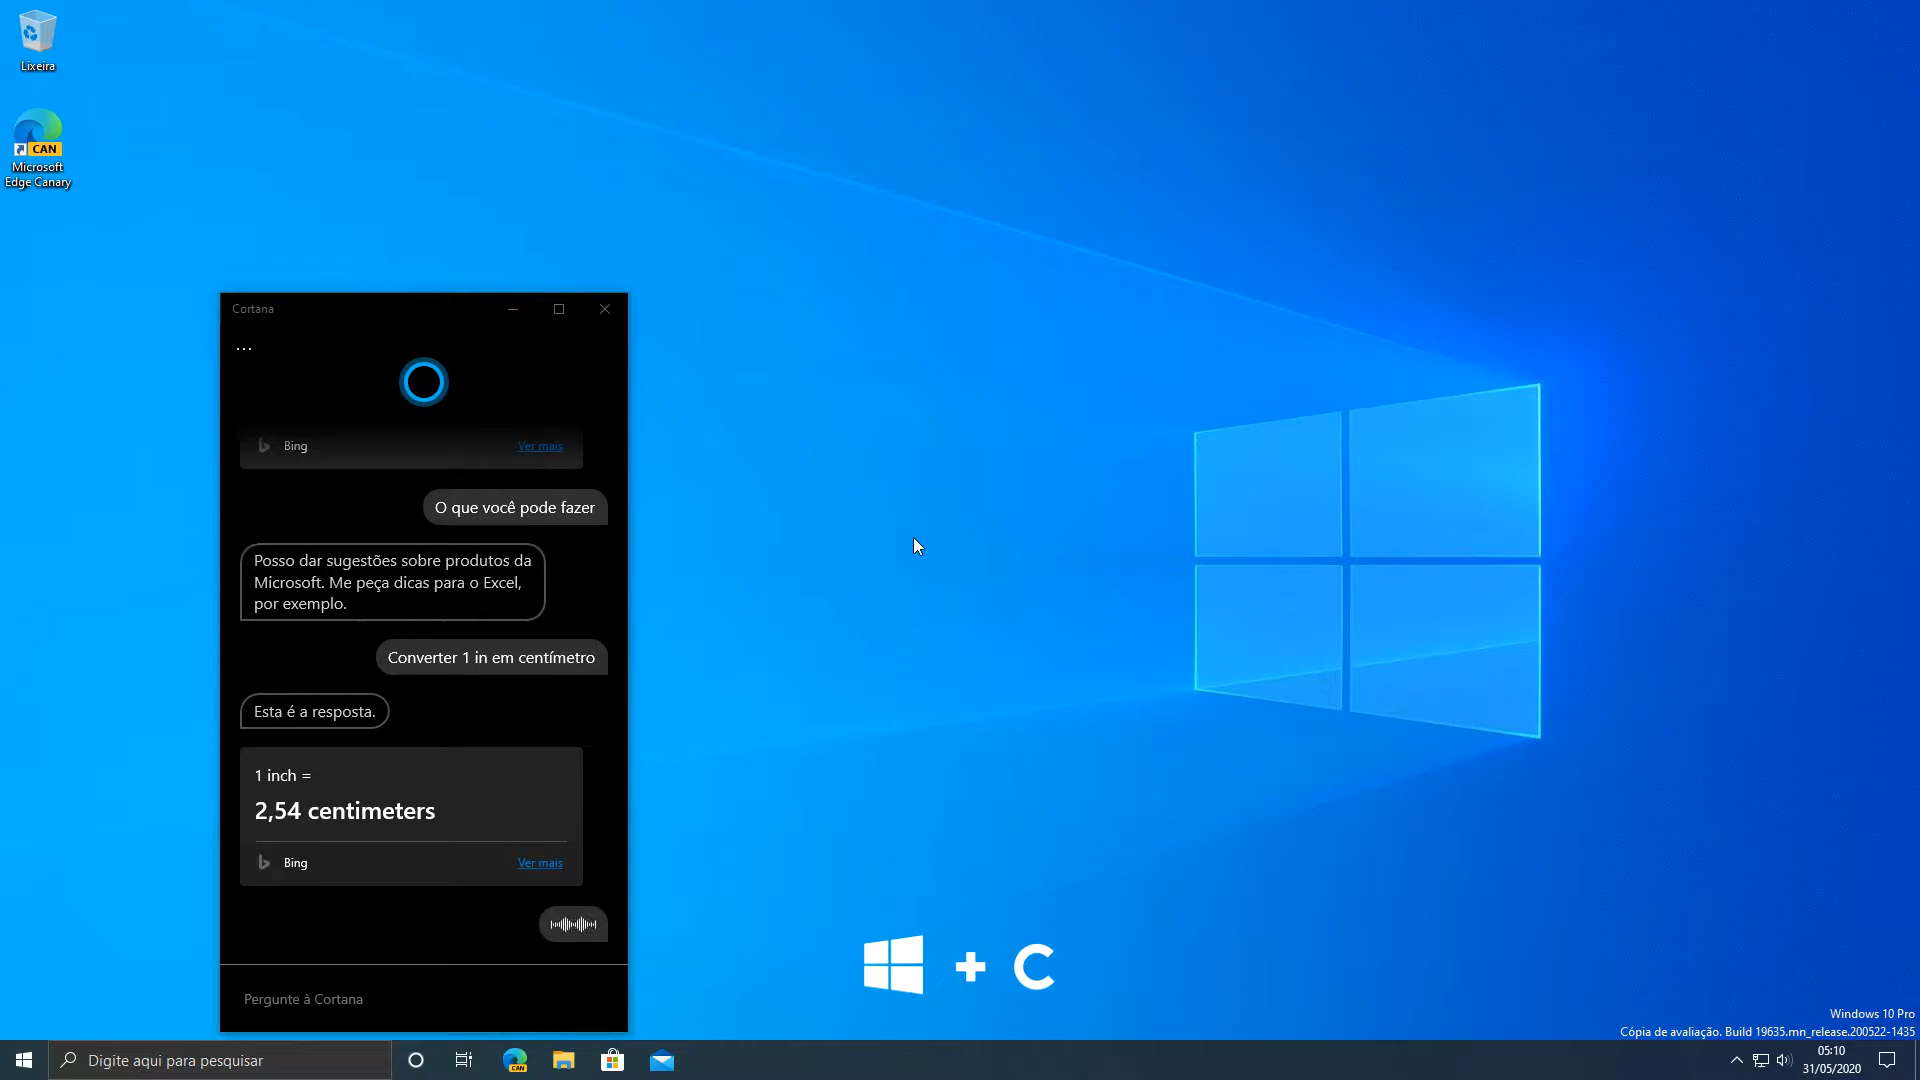 Lixeira
CAN
Microsoft
Edge Canary
Cortana
...
Bing
Ver mais
O que você pode fazer
Posso dar sugestões sobre produtos da
Microsoft. Me peça dicas para o Excel,
por exemplo.
Converter 1 in em centímetro
Esta é a resposta.
1 inch =
2,54 centimeters
Bing
Ver mais
+ C
Pergunte à Cortana
Windows 10 Pro
Cópia de avaliação. Build 19635.mn_release.200522-1435
Digite aqui para pesquisar
CAN
05:10
31/05/2020